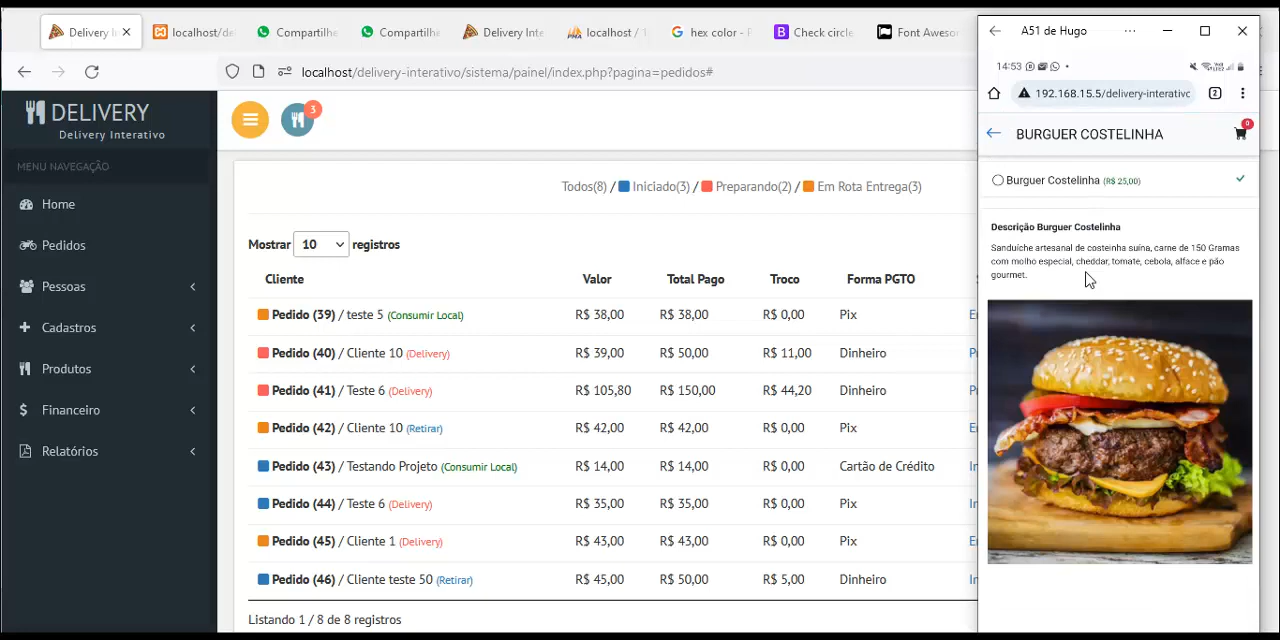 Delivery In
localhost/de
Compartilha
Compartilha
Delivery Inte
localhost / 1
hex color - P
Check circle
Font Aweso
localhost/delivery-interativo/sistema/painel/index.php?pagina=pedidos#
DELIVERY
Delivery Interativo
MENU NAVEGAÇÃO
Home
Pedidos
Pessoas
Cadastros
Produtos
Financeiro
Relatórios
3
Todos(8) / Iniciado(3) / Preparando(2) / Em Rota Entrega(3)
Mostrar 10 registros
Cliente Valor Total Pago Troco Forma PGTO
Pedido (39) / teste 5 (Consumir Local) R$ 38,00 R$ 38,00 R$ 0,00 Pix E
Pedido (40) / Cliente 10 (Delivery) R$ 39,00 R$ 50,00 R$ 11,00 Dinheiro P
Pedido (41) / Teste 6 (Delivery) R$ 105,80 R$ 150,00 R$ 44,20 Dinheiro P
Pedido (42) / Cliente 10 (Retirar) R$ 42,00 R$ 42,00 R$ 0,00 Pix E
Pedido (43) / Testando Projeto (Consumir Local) R$ 14,00 R$ 14,00 R$ 0,00 Cartão de Crédito In
Pedido (44) / Teste 6 (Delivery) R$ 35,00 R$ 35,00 R$ 0,00 Pix In
Pedido (45) / Cliente 1 (Delivery) R$ 43,00 R$ 43,00 R$ 0,00 Pix E
Pedido (46) / Cliente teste 50 (Retirar) R$ 45,00 R$ 50,00 R$ 5,00 Dinheiro In
Listando 1 / 8 de 8 registros
A51 de Hugo
14:53
192.168.15.5/delivery-interativo
2
BURGUER COSTELINHA
0
Burguer Costelinha (R$ 25,00)
Descrição Burguer Costelinha
Sanduíche artesanal de costeinha suína, carne de 150 Gramas
com molho especial, cheddar, tomate, cebola, alface e pão
gourmet.